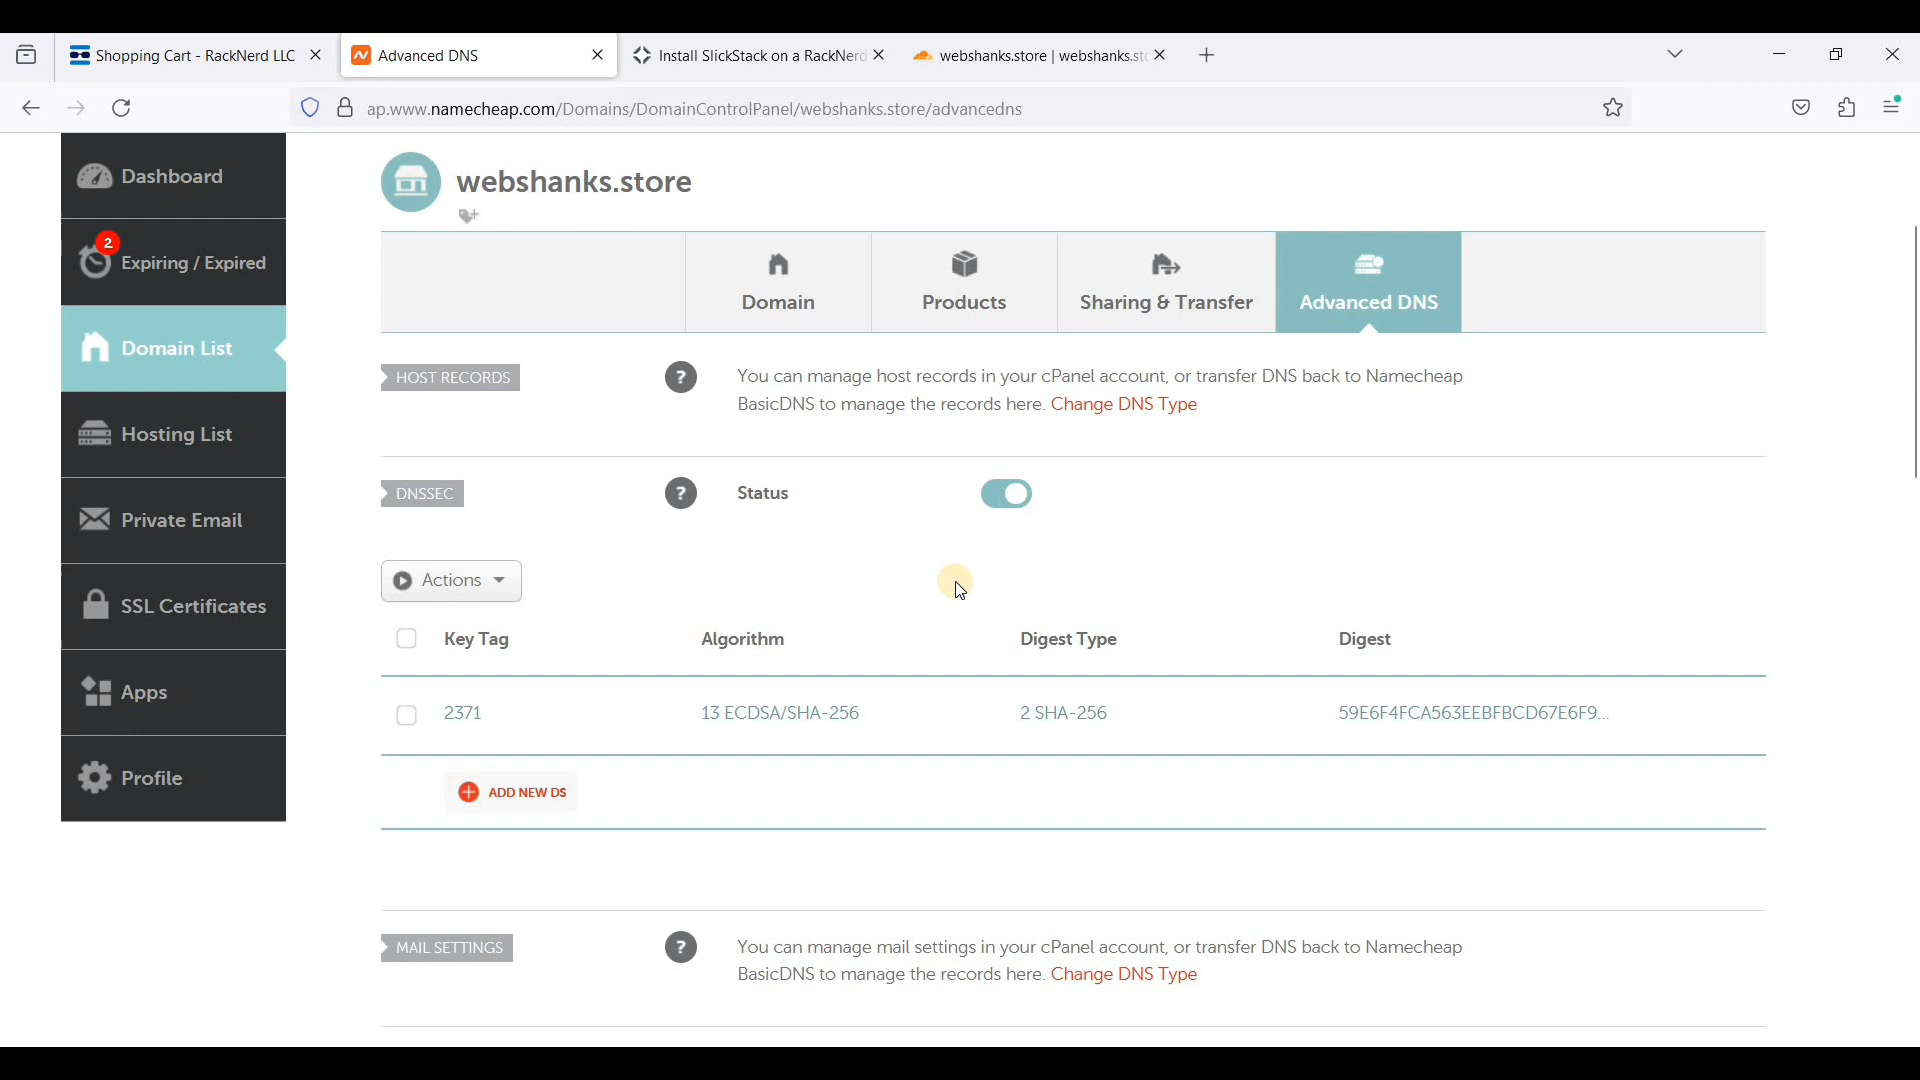 Shopping Cart - RackNerd LLC
Advanced DNS
Install SlickStack on a RackNerd
webshanks.store | webshanks.sto
ap.www.namecheap.com/Domains/DomainControlPanel/webshanks.store/advancedns
Dashboard
2
Expiring / Expired
Domain List
Hosting List
Private Email
SSL Certificates
Apps
Profile
webshanks.store
Domain
Products
Sharing & Transfer
Advanced DNS
HOST RECORDS
?
You can manage host records in your cPanel account, or transfer DNS back to Namecheap
BasicDNS to manage the records here. Change DNS Type
DNSSEC
?
Status
Actions
Key Tag
Algorithm
Digest Type
Digest
2371
13 ECDSA/SHA-256
2 SHA-256
59E6F4FCA563EEBFBCD67E6F9...
ADD NEW DS
MAIL SETTINGS
?
You can manage mail settings in your cPanel account, or transfer DNS back to Namecheap
BasicDNS to manage the records here. Change DNS Type